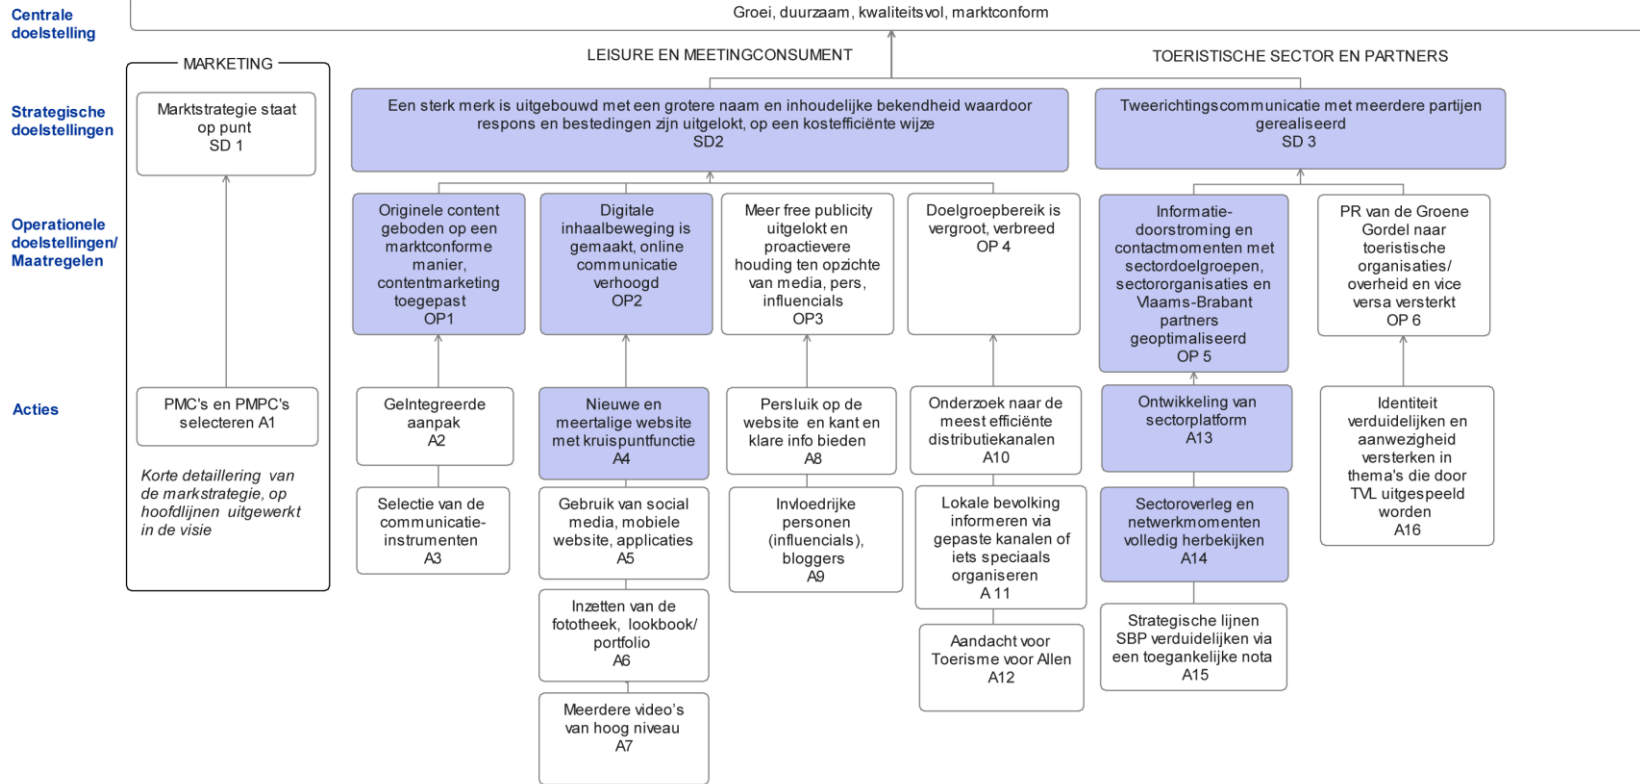 Centrale
doelstelling
Groei, duurzaam, kwaliteitsvol, marktconform
MARKETING
LEISURE EN MEETINGCONSUMENT
TOERISTISCHE SECTOR EN PARTNERS
Strategische
doelstellingen
Marktstrategie staat
op punt
SD 1
Een sterk merk is uitgebouwd met een grotere naam en inhoudelijke bekendheid waardoor
respons en bestedingen zijn uitgelokt, op een kostefficiënte wijze
SD2
Tweerichtingscommunicatie met meerdere partijen
gerealiseerd
SD 3
Operationele
doelstellingen/
Maatregelen
Originele content
geboden op een
marktconforme
manier,
contentmarketing
toegepast
OP1
Digitale
inhaalbeweging is
gemaakt, online
communicatie
verhoogd
OP2
Meer free publicity
uitgelokt en
proactievere
houding ten opzichte
van media, pers,
influencials
OP3
Doelgroepbereik is
vergroot, verbreed
OP 4
Informatie-
doorstroming en
contactmomenten met
sectordoelgroepen,
sectororganisaties en
Vlaams-Brabant
partners
geoptimaliseerd
OP 5
PR van de Groene
Gordel naar
toeristische
organisaties/
overheid en vice
versa versterkt
OP 6
Acties
PMC's en PMPC's
selecteren A1
Korte detaillering van
de markstrategie, op
hoofdlijnen uitgewerkt
in de visie
Geïntegreerde
aanpak
A2
Selectie van de
communicatie-
instrumenten
A3
Nieuwe en
meertalige website
met kruispuntfunctie
A4
Gebruik van social
media, mobiele
website, applicaties
A5
Inzetten van de
fototheek, lookbook/
portfolio
A6
Meerdere video's
van hoog niveau
A7
Persluik op de
website en kant en
klare info bieden
A8
Invloedrijke
personen
(influencials),
bloggers
A9
Onderzoek naar de
meest efficiënte
distributiekanalen
A10
Lokale bevolking
informeren via
gepaste kanalen of
iets speciaals
organiseren
A 11
Aandacht voor
Toerisme voor Allen
A12
Ontwikkeling van
sectorplatform
A13
Sectoroverleg en
netwerkmomenten
volledig herbekijken
A14
Strategische lijnen
SBP verduidelijken via
een toegankelijke nota
A15
Identiteit
verduidelijken en
aanwezigheid
versterken in
thema's die door
TVL uitgespeeld
worden
A16